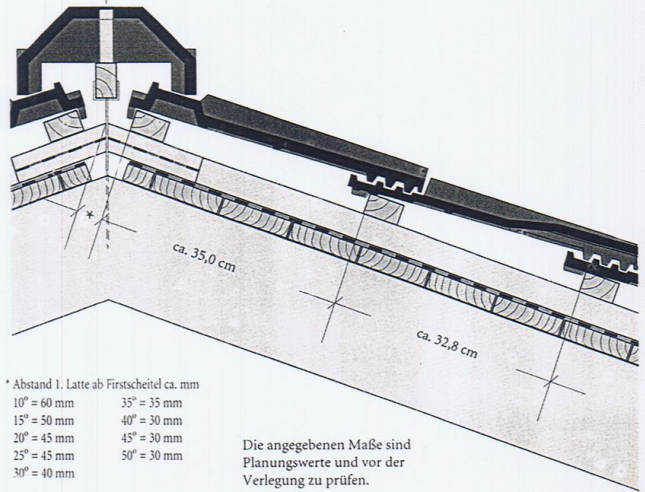 *
ca. 35,0 cm
ca. 32,8 cm
* Abstand 1. Latte ab Firstscheitel ca. mm
10° = 60 mm 35° = 35 mm
15° = 50 mm 40° = 30 mm
20° = 45 mm 45° = 30 mm
25° = 45 mm 50° = 30 mm
30° = 40 mm
Die angegebenen Maße sind
Planungswerte und vor der
Verlegung zu prüfen.